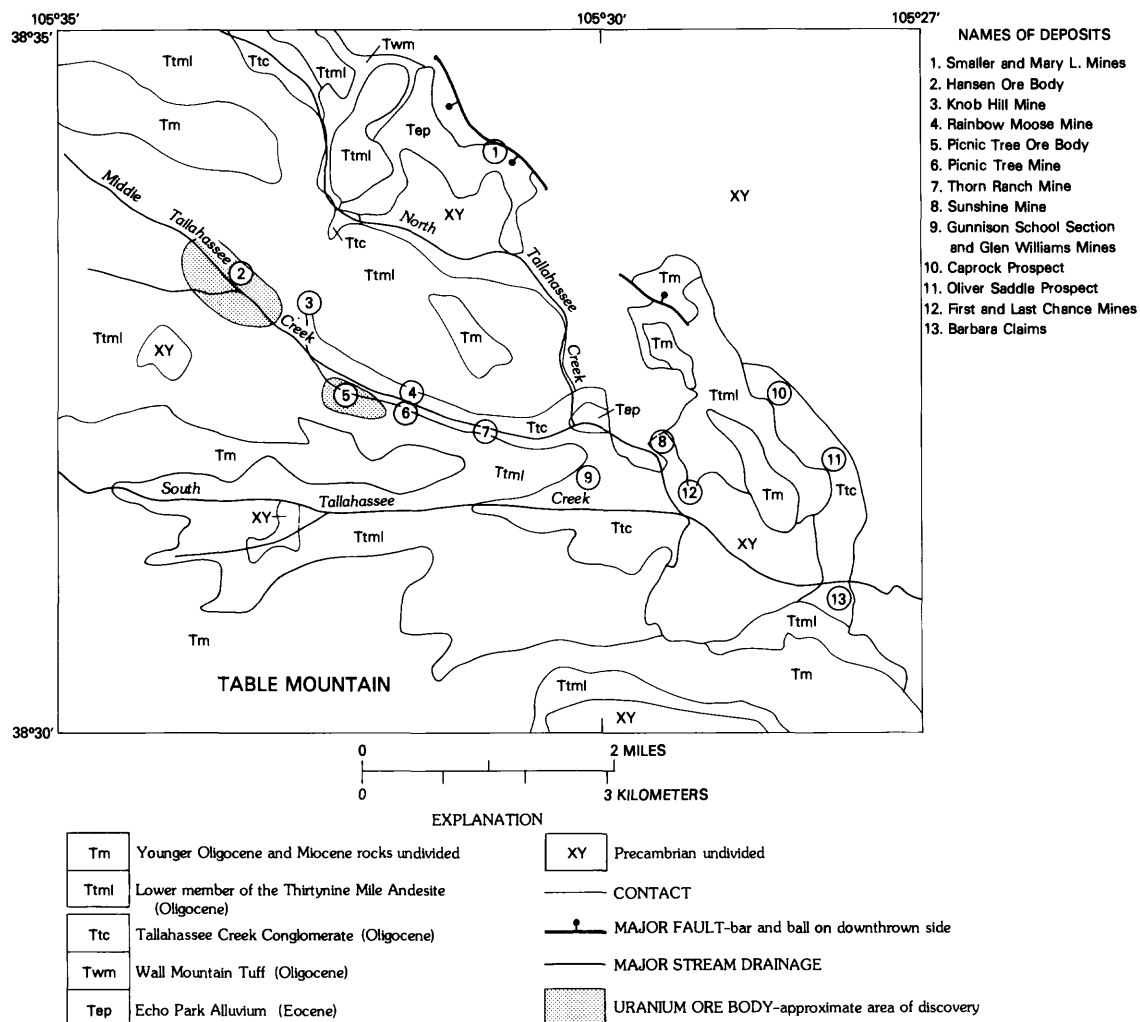 105°35'
105°30'
105°27'
38°35'
NAMES OF DEPOSITS
1. Smaller and Mary L. Mines
2. Hansen Ore Body
3. Knob Hill Mine
4. Rainbow Moose Mine
5. Picnic Tree Ore Body
6. Picnic Tree Mine
7. Thorn Ranch Mine
8. Sunshine Mine
9. Gunnison School Section
and Glen Williams Mines
10. Caprock Prospect
11. Oliver Saddle Prospect
12. First and Last Chance Mines
13. Barbara Claims
Twm
Ttml
Ttc
Ttml
Tm
Tep
Ttml
1
XY
XY
Middle
Tallahassee
Creek
North
Tallahassee
Creek
Ttc
Ttml
2
3
Tm
Tm
Tm
Ttml
XY
Ttml
4
5
6
7
Ttc
Tep
8
10
11
Ttc
Tm
Ttml
9
12
Tm
South
Tallahassee
Creek
XY
Ttml
Ttc
XY
13
Ttml
Tm
Tm
TABLE MOUNTAIN
Ttml
XY
38°30'
0
2 MILES
0
3 KILOMETERS
EXPLANATION
Tm
Younger Oligocene and Miocene rocks undivided
Ttml
Lower member of the Thirtynine Mile Andesite
(Oligocene)
Ttc
Tallahassee Creek Conglomerate (Oligocene)
Twm
Wall Mountain Tuff (Oligocene)
Tep
Echo Park Alluvium (Eocene)
XY
Precambrian undivided
CONTACT
MAJOR FAULT-bar and ball on downthrown side
MAJOR STREAM DRAINAGE
URANIUM ORE BODY-approximate area of discovery